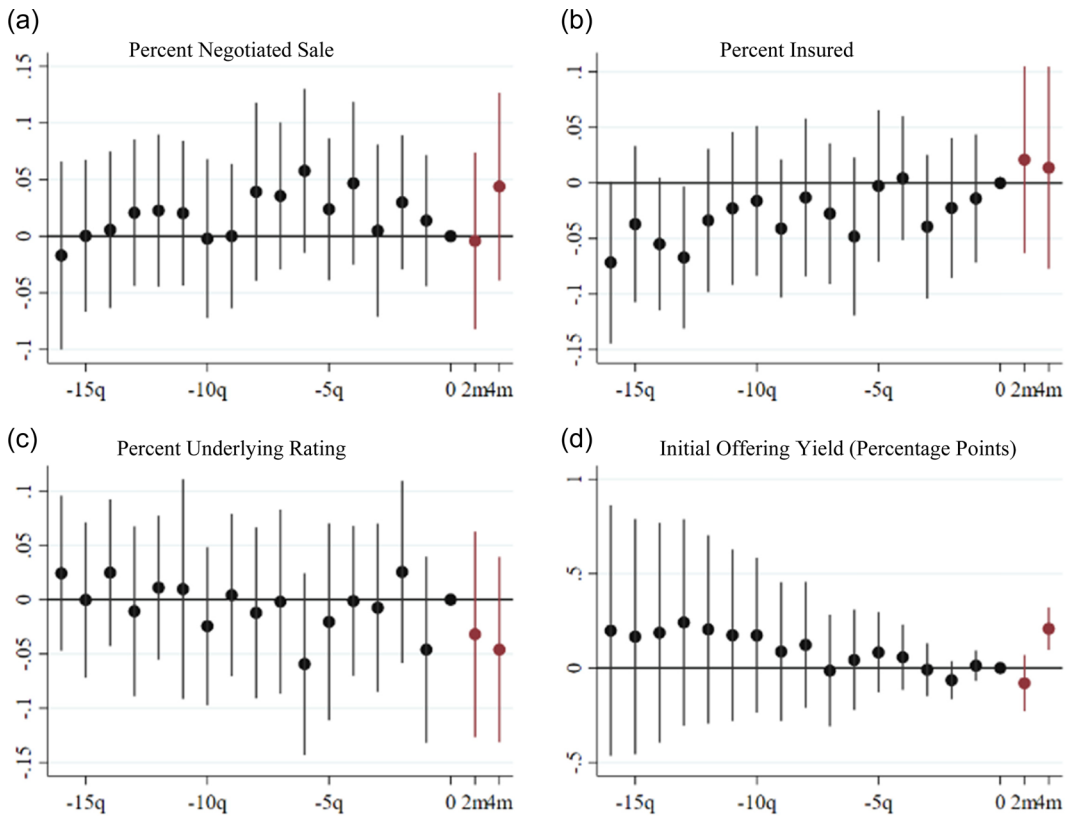 (a)
Percent Negotiated Sale
.15
.1
.05
0
-.05
-.1
-15q
-10q
-5q
0 2m4m
(b)
Percent Insured
.1
.05
0
-.05
-.1
-.15
-15q
-10q
-5q
0 2m4m
(c)
Percent Underlying Rating
.1
.05
0
-.05
-.1
-.15
-15q
-10q
-5q
0 2m4m
(d)
Initial Offering Yield (Percentage Points)
1
.5
0
-.5
-15q
-10q
-5q
0 2m4m